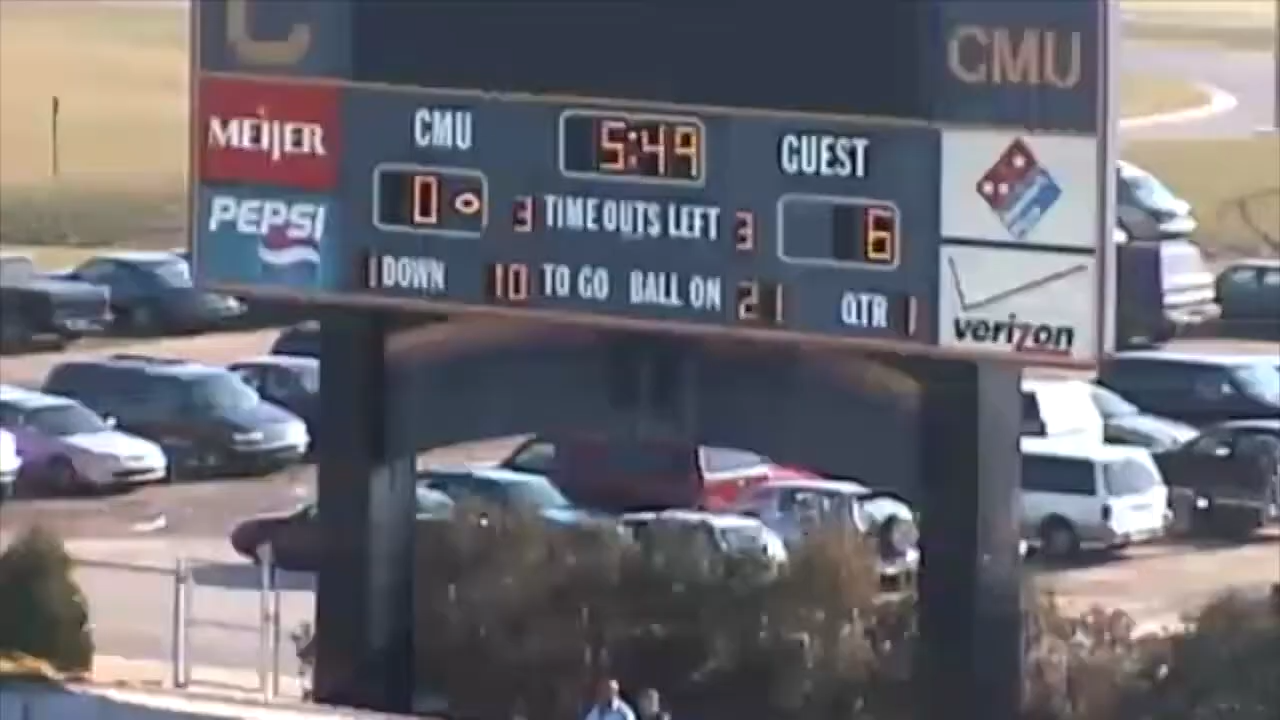 C
CMU
MEIJER
CMU
5:49
GUEST
PEPSI
0
3 TIME OUTS LEFT 3
6
1 DOWN 10 TO GO BALL ON 21 QTR 1
verizon